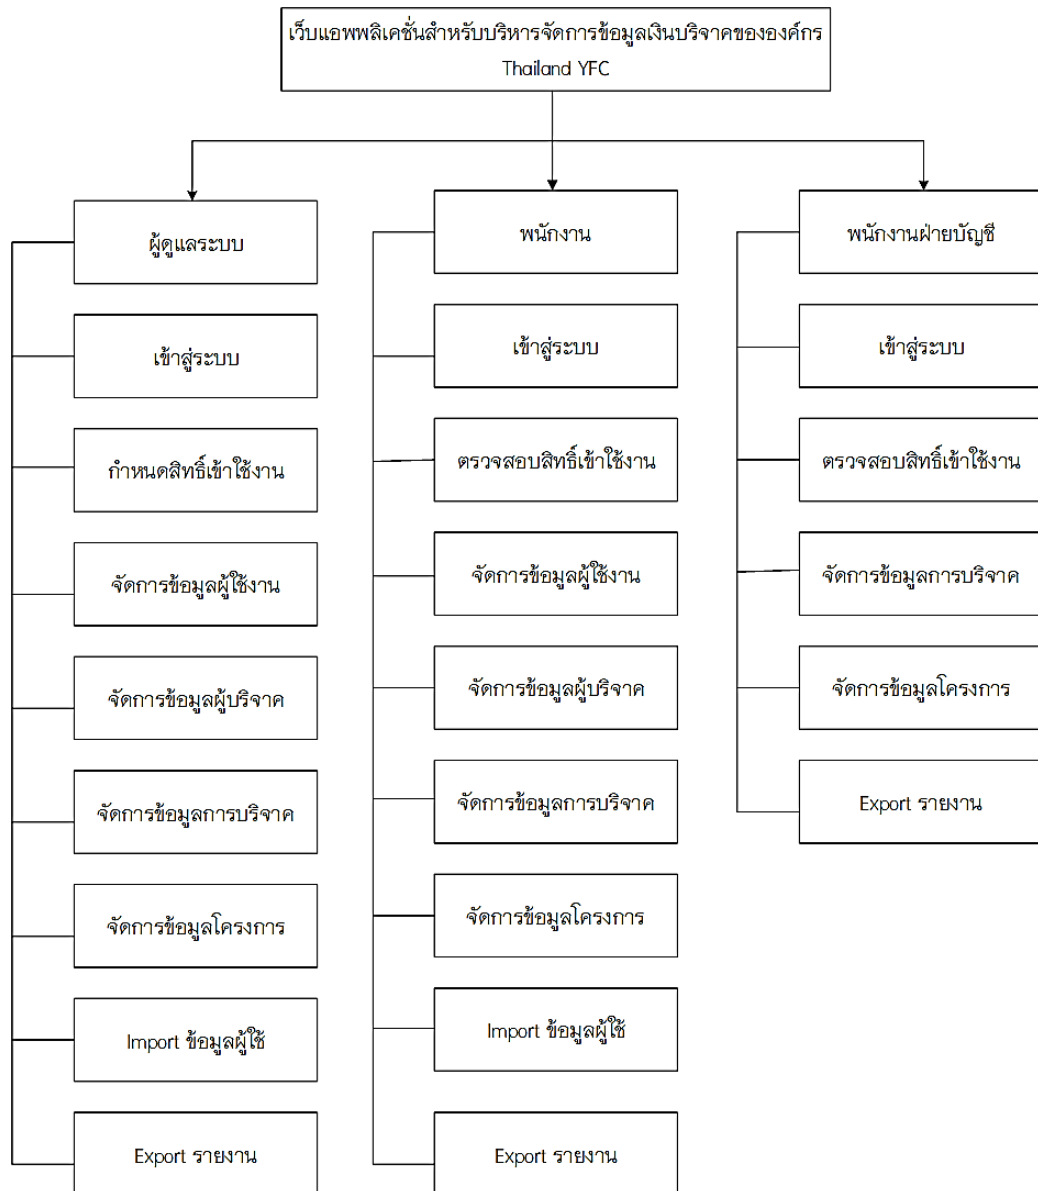 เว็บแอพพลิเคชั่นสำหรับบริหารจัดการข้อมูลเงินบริจาคขององค์กร
Thailand YFC
ผู้ดูแลระบบ
เข้าสู่ระบบ
กำหนดสิทธิ์เข้าใช้งาน
จัดการข้อมูลผู้ใช้งาน
จัดการข้อมูลผู้บริจาค
จัดการข้อมูลการบริจาค
จัดการข้อมูลโครงการ
Import ข้อมูลผู้ใช้
Export รายงาน
พนักงาน
เข้าสู่ระบบ
ตรวจสอบสิทธิ์เข้าใช้งาน
จัดการข้อมูลผู้ใช้งาน
จัดการข้อมูลผู้บริจาค
จัดการข้อมูลการบริจาค
จัดการข้อมูลโครงการ
Import ข้อมูลผู้ใช้
Export รายงาน
พนักงานฝ่ายบัญชี
เข้าสู่ระบบ
ตรวจสอบสิทธิ์เข้าใช้งาน
จัดการข้อมูลการบริจาค
จัดการข้อมูลโครงการ
Export รายงาน